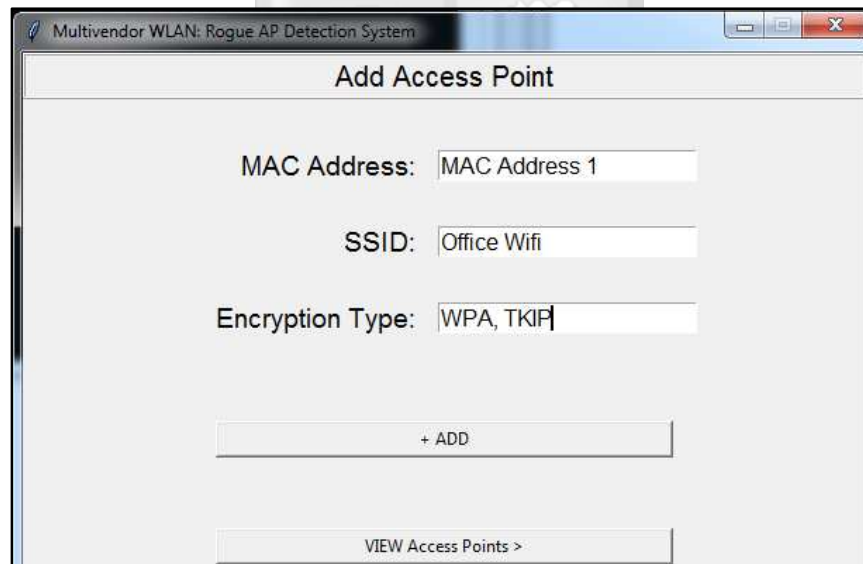 Multivendor WLAN: Rogue AP Detection System
Add Access Point
MAC Address: MAC Address 1
SSID: Office Wifi
Encryption Type: WPA, TKIP
+ ADD
VIEW Access Points >